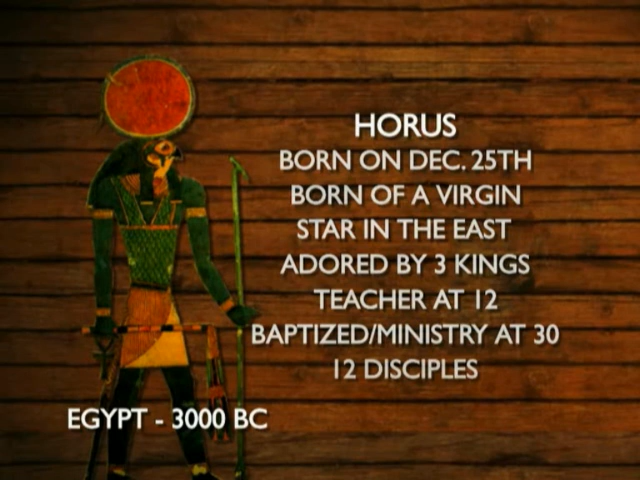 HORUS
BORN ON DEC. 25TH
BORN OF A VIRGIN
STAR IN THE EAST
ADORED BY 3 KINGS
TEACHER AT 12
BAPTIZED/MINISTRY AT 30
12 DISCIPLES
EGYPT - 3000 BC